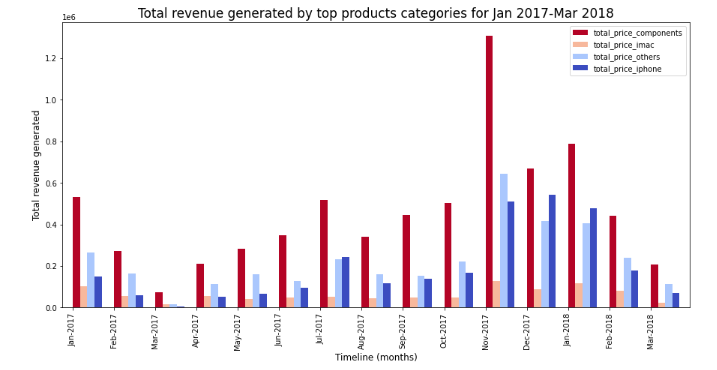 Total revenue generated by top products categories for Jan 2017-Mar 2018
1e6
total_price_components
total_price_imac
total_price_others
total_price_iphone
1.2
1.0
0.8
0.6
0.4
0.2
0.0
Total revenue generated
Jan-2017
Feb-2017
Mar-2017
Apr-2017
May-2017
Jun-2017
Jul-2017
Aug-2017
Sep-2017
Oct-2017
Nov-2017
Dec-2017
Jan-2018
Feb-2018
Mar-2018
Timeline (months)